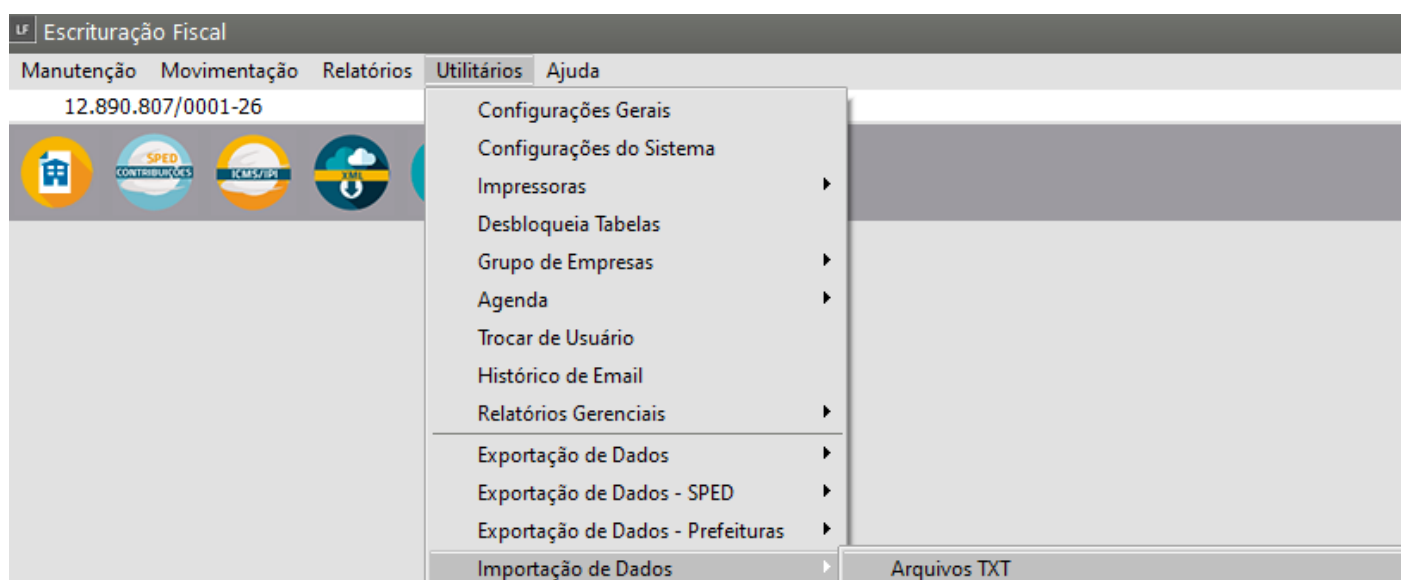 LF Escrituração Fiscal
Manutenção Movimentação Relatórios Utilitários Ajuda
12.890.807/0001-26
SPED
CONTRIBUIÇÕES
ICMS/IPI
XML
Configurações Gerais
Configurações do Sistema
Impressoras
Desbloqueia Tabelas
Grupo de Empresas
Agenda
Trocar de Usuário
Histórico de Email
Relatórios Gerenciais
Exportação de Dados
Exportação de Dados - SPED
Exportação de Dados - Prefeituras
Importação de Dados
Arquivos TXT